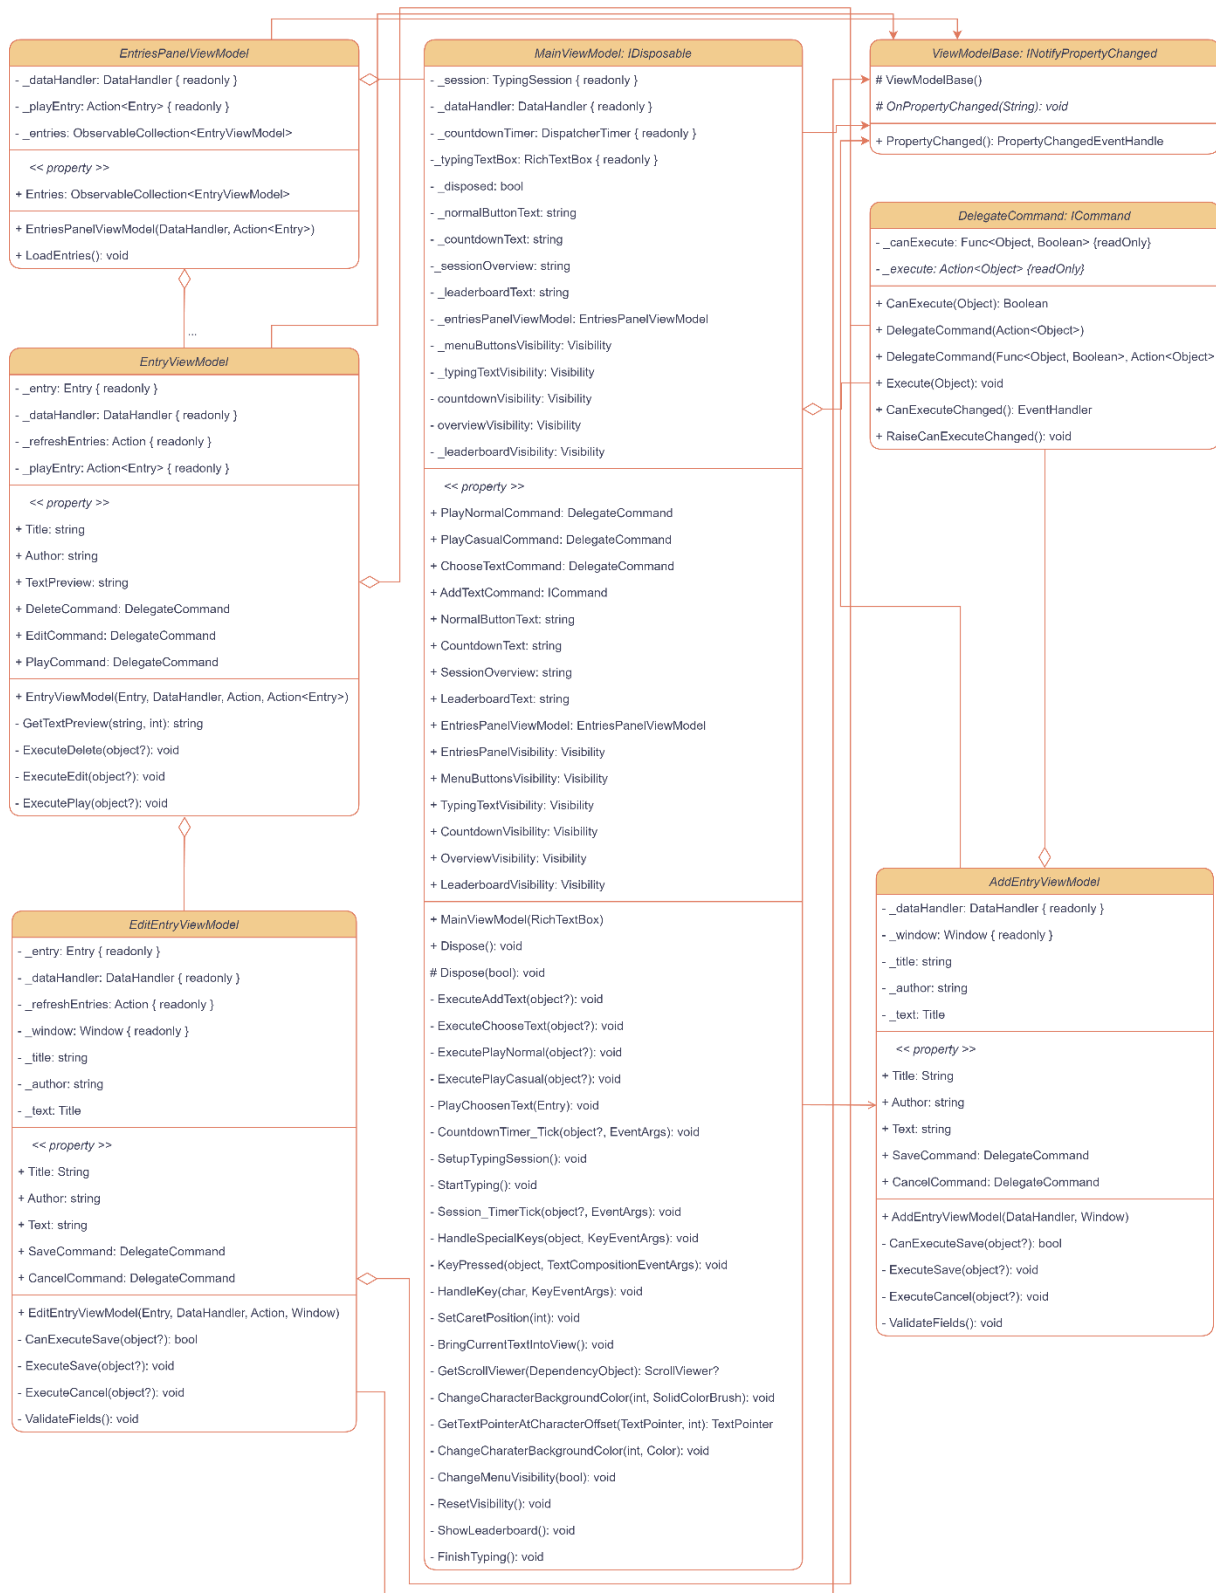 EntriesPanelViewModel
- _dataHandler: DataHandler { readonly }
- _playEntry: Action<Entry> { readonly }
- _entries: ObservableCollection<EntryViewModel>
<< property >>
+ Entries: ObservableCollection<EntryViewModel>
+ EntriesPanelViewModel(DataHandler, Action<Entry>)
+ LoadEntries(): void
...
EntryViewModel
- _entry: Entry { readonly }
- _dataHandler: DataHandler { readonly }
- _refreshEntries: Action { readonly }
- _playEntry: Action<Entry> { readonly }
<< property >>
+ Title: string
+ Author: string
+ TextPreview: string
+ DeleteCommand: DelegateCommand
+ EditCommand: DelegateCommand
+ PlayCommand: DelegateCommand
+ EntryViewModel(Entry, DataHandler, Action, Action<Entry>)
- GetTextPreview(string, int): string
- ExecuteDelete(object?): void
- ExecuteEdit(object?): void
- ExecutePlay(object?): void
EditEntryViewModel
- _entry: Entry { readonly }
- _dataHandler: DataHandler { readonly }
- _refreshEntries: Action { readonly }
- _window: Window { readonly }
- _title: string
- _author: string
- _text: Title
<< property >>
+ Title: String
+ Author: string
+ Text: string
+ SaveCommand: DelegateCommand
+ CancelCommand: DelegateCommand
+ EditEntryViewModel(Entry, DataHandler, Action, Window)
- CanExecuteSave(object?): bool
- ExecuteSave(object?): void
- ExecuteCancel(object?): void
- ValidateFields(): void
MainViewModel: IDisposable
- _session: TypingSession { readonly }
- _dataHandler: DataHandler { readonly }
- _countdownTimer: DispatcherTimer { readonly }
-_typingTextBox: RichTextBox { readonly }
- _disposed: bool
- _normalButtonText: string
- _countdownText: string
-_sessionOverview: string
- _leaderboardText: string
- _entriesPanelViewModel: EntriesPanelViewModel
- _menuButtonsVisibility: Visibility
- _typingTextVisibility: Visibility
- countdownVisibility: Visibility
- overviewVisibility: Visibility
- _leaderboardVisibility: Visibility
<< property >>
+ PlayNormalCommand: DelegateCommand
+ PlayCasualCommand: DelegateCommand
+ ChooseTextCommand: DelegateCommand
+ AddTextCommand: ICommand
+ NormalButtonText: string
+ CountdownText: string
+ SessionOverview: string
+ LeaderboardText: string
+ EntriesPanelViewModel: EntriesPanelViewModel
+ EntriesPanelVisibility: Visibility
+ MenuButtonsVisibility: Visibility
+ TypingTextVisibility: Visibility
+ CountdownVisibility: Visibility
+ OverviewVisibility: Visibility
+ LeaderboardVisibility: Visibility
+ MainViewModel(RichTextBox)
+ Dispose(): void
# Dispose(bool): void
- ExecuteAddText(object?): void
- ExecuteChooseText(object?): void
- ExecutePlayNormal(object?): void
- ExecutePlayCasual(object?): void
- PlayChoosenText(Entry): void
- CountdownTimer_Tick(object?, EventArgs): void
- SetupTypingSession(): void
- StartTyping(): void
- Session_TimerTick(object?, EventArgs): void
- HandleSpecialKeys(object, KeyEventArgs): void
- KeyPressed(object, TextCompositionEventArgs): void
- HandleKey(char, KeyEventArgs): void
- SetCaretPosition(int): void
- BringCurrentTextIntoView(): void
- GetScrollViewer(DependencyObject): ScrollViewer?
- ChangeCharacterBackgroundColor(int, SolidColorBrush): void
- GetTextPointerAtCharacterOffset(TextPointer, int): TextPointer
- ChangeCharaterBackgroundColor(int, Color): void
- ChangeMenuVisibility(bool): void
- ResetVisibility(): void
- ShowLeaderboard(): void
- FinishTyping(): void
ViewModelBase: INotifyPropertyChanged
# ViewModelBase()
# OnPropertyChanged(String): void
+ PropertyChanged(): PropertyChangedEventHandle
DelegateCommand: ICommand
- _canExecute: Func<Object, Boolean> {readOnly}
- _execute: Action<Object> {readOnly}
+ CanExecute(Object): Boolean
+ DelegateCommand(Action<Object>)
+ DelegateCommand(Func<Object, Boolean>, Action<Object>
+ Execute(Object): void
+ CanExecuteChanged(): EventHandler
+ RaiseCanExecuteChanged(): void
AddEntryViewModel
- _dataHandler: DataHandler { readonly }
- _window: Window { readonly }
- _title: string
- _author: string
- _text: Title
<< property >>
+ Title: String
+ Author: string
+ Text: string
+ SaveCommand: DelegateCommand
+ CancelCommand: DelegateCommand
+ AddEntryViewModel(DataHandler, Window)
- CanExecuteSave(object?): bool
- ExecuteSave(object?): void
- ExecuteCancel(object?): void
- ValidateFields(): void